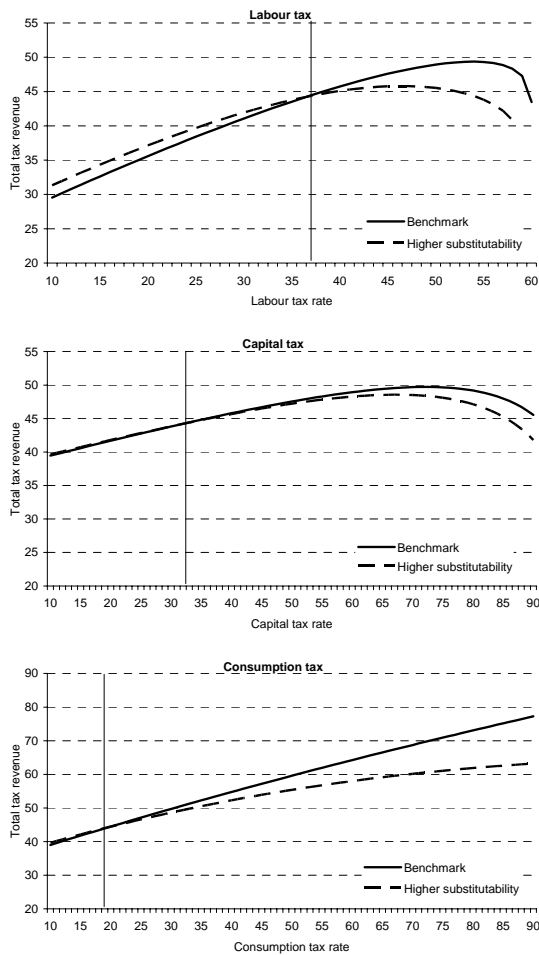 Labour tax
55
50
45
40
35
30
25
20
Total tax revenue
Benchmark
Higher substitutability
10 15 20 25 30 35 40 45 50 55 60
Labour tax rate
Capital tax
55
50
45
40
35
30
25
20
Total tax revenue
Benchmark
Higher substitutability
10 15 20 25 30 35 40 45 50 55 60 65 70 75 80 85 90
Capital tax rate
Consumption tax
90
80
70
60
50
40
30
20
Total tax revenue
Benchmark
Higher substitutability
10 15 20 25 30 35 40 45 50 55 60 65 70 75 80 85 90
Consumption tax rate